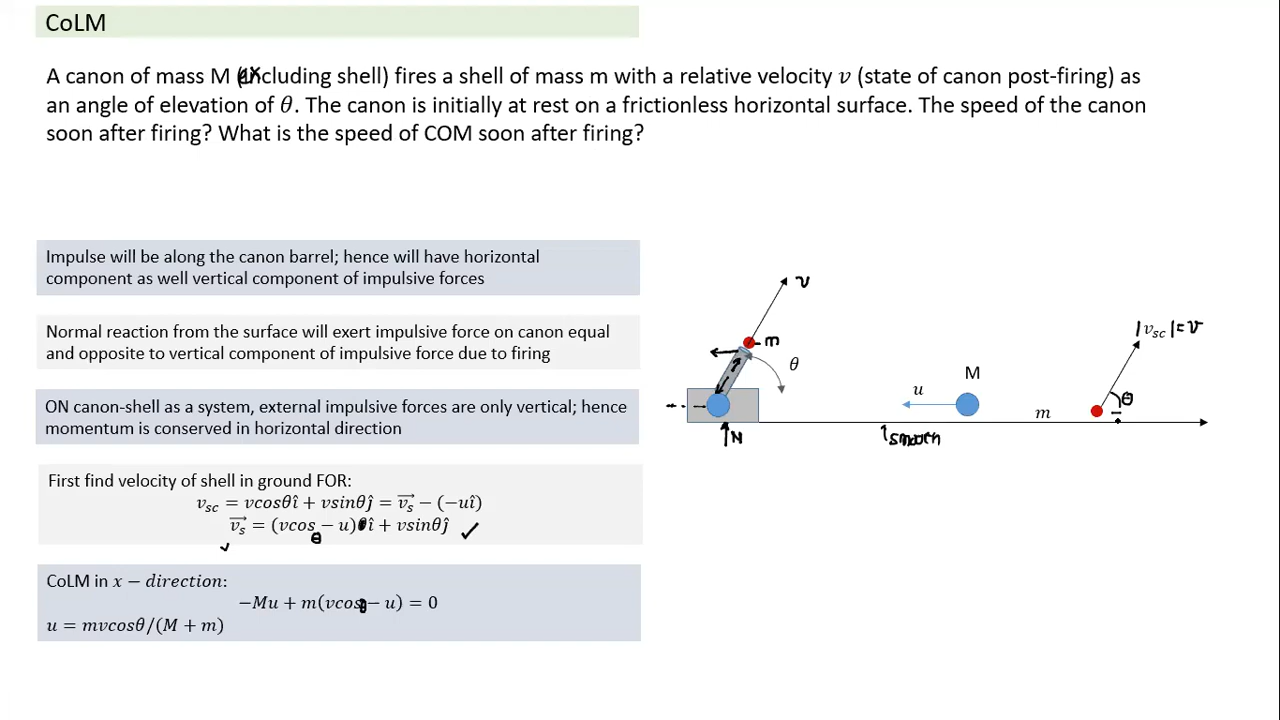 CoLM
A canon of mass M (excluding shell) fires a shell of mass m with a relative velocity v (state of canon post-firing) as
an angle of elevation of θ. The canon is initially at rest on a frictionless horizontal surface. The speed of the canon
soon after firing? What is the speed of COM soon after firing?
Impulse will be along the canon barrel; hence will have horizontal
component as well vertical component of impulsive forces
Normal reaction from the surface will exert impulsive force on canon equal
and opposite to vertical component of impulsive force due to firing
ON canon-shell as a system, external impulsive forces are only vertical; hence
momentum is conserved in horizontal direction
First find velocity of shell in ground FOR:
v_sc = vcosθî + vsinθĵ = v_s⃗ − (−uî)
v_s⃗ = (vcosθ − u)î + vsinθĵ
CoLM in x − direction:
−Mu + m(vcosθ − u) = 0
u = mvcosθ/(M + m)
v
m
θ
N
u
M
smooth
m
|v_sc| = v
θ